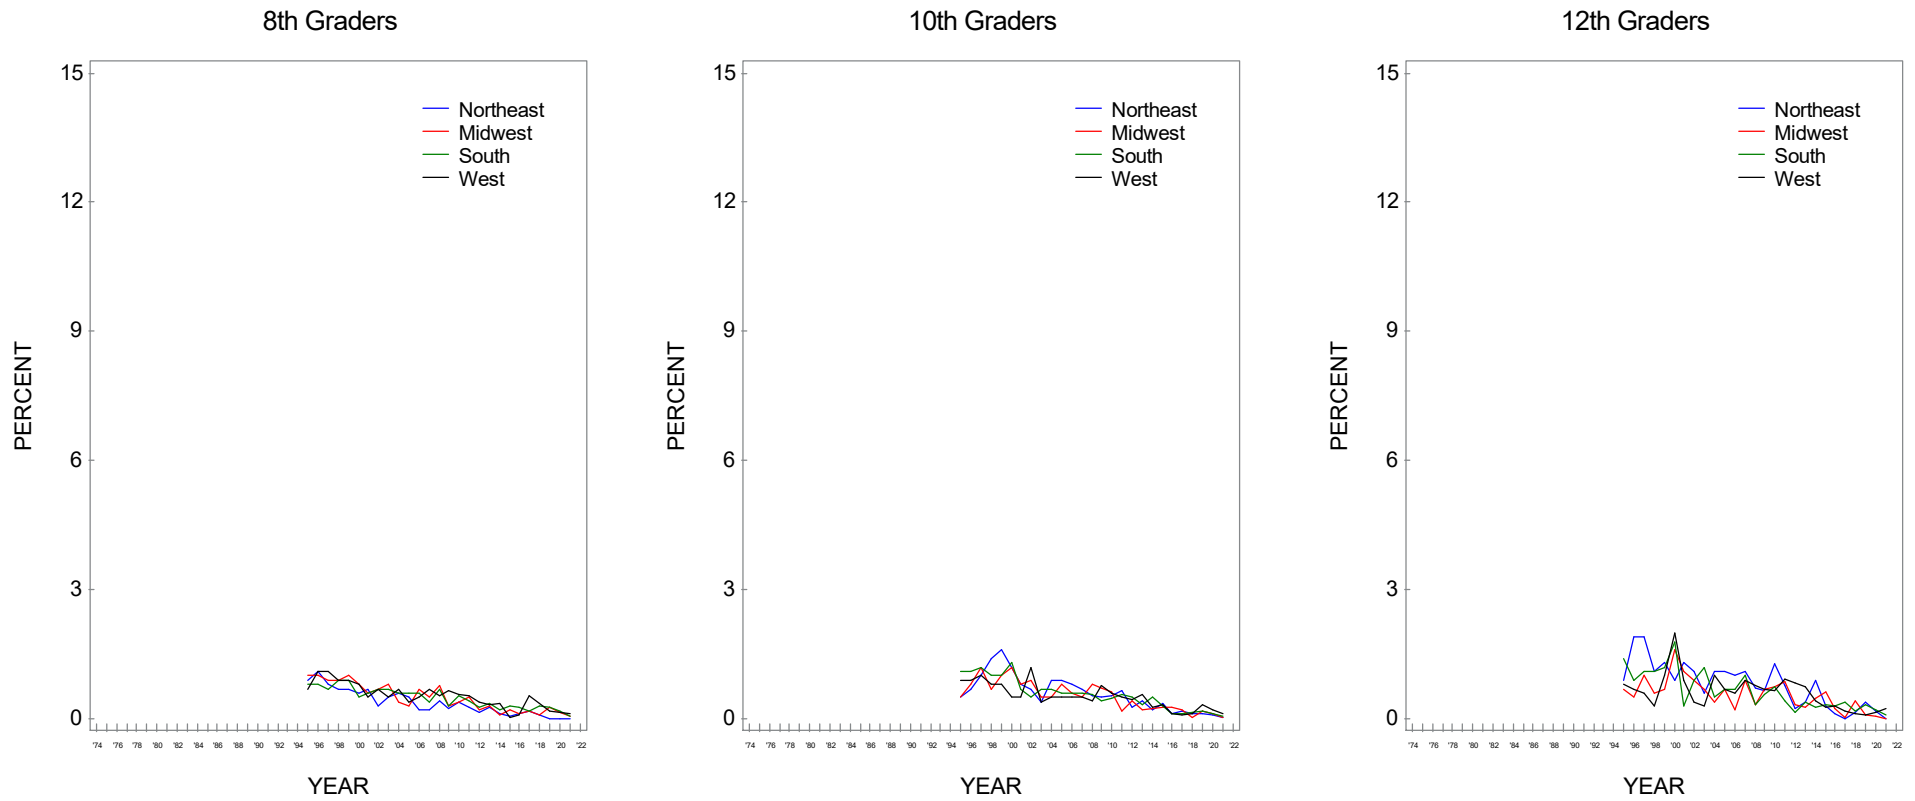 8th Graders
15
12
9
6
3
0
PERCENT
Northeast
Midwest
South
West
'74 '76 '78 '80 '82 '84 '86 '88 '90 '92 '94 '96 '98 '00 '02 '04 '06 '08 '10 '12 '14 '16 '18 '20 '22
YEAR
10th Graders
15
12
9
6
3
0
PERCENT
Northeast
Midwest
South
West
'74 '76 '78 '80 '82 '84 '86 '88 '90 '92 '94 '96 '98 '00 '02 '04 '06 '08 '10 '12 '14 '16 '18 '20 '22
YEAR
12th Graders
15
12
9
6
3
0
PERCENT
Northeast
Midwest
South
West
'74 '76 '78 '80 '82 '84 '86 '88 '90 '92 '94 '96 '98 '00 '02 '04 '06 '08 '10 '12 '14 '16 '18 '20 '22
YEAR